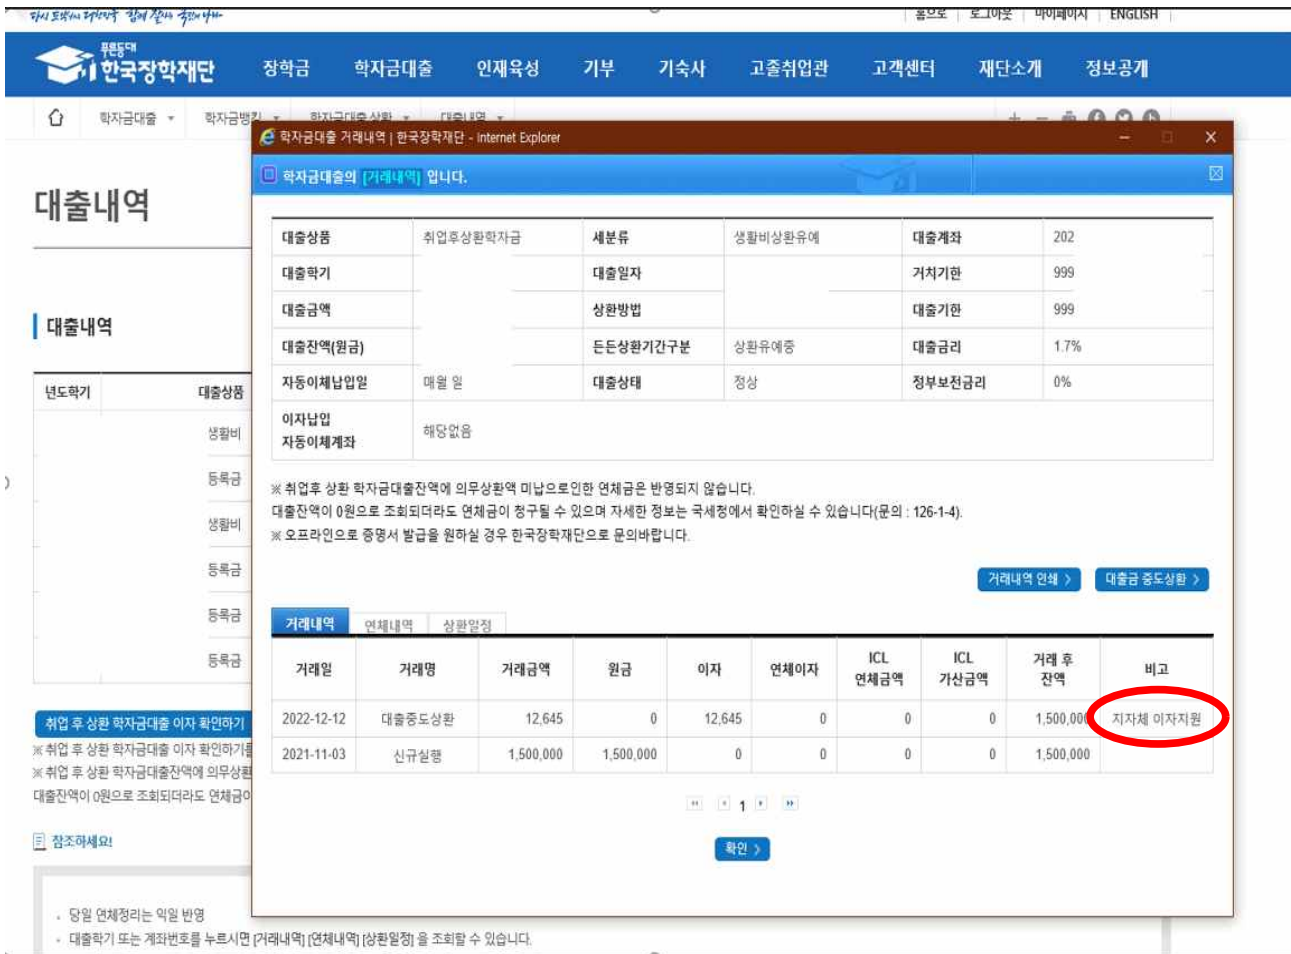 홈으로 로그아웃 마이페이지 ENGLISH
푸른등대
한국장학재단 장학금 학자금대출 인재육성 기부 기숙사 고졸취업관 고객센터 재단소개 정보공개
학자금대출 학자금뱅킹 학자금대출 상환 대출내역
학자금대출 거래내역 | 한국장학재단 - Internet Explorer
학자금대출의 [거래내역] 입니다.
대출내역
대출상품 취업후상환학자금 세분류 생활비상환유예 대출계좌 202
대출학기 대출일자 거치기한 999
대출금액 상환방법 대출기한 999
대출잔액(원금) 든든상환기간구분 상환유예중 대출금리 1.7%
자동이체납입일 매월 일 대출상태 정상 정부보전금리 0%
이자납입
자동이체계좌 해당없음
대출내역
년도학기 대출상품
생활비
등록금
생활비
등록금
등록금
등록금
※ 취업후 상환 학자금대출잔액에 의무상환액 미납으로인한 연체금은 반영되지 않습니다.
대출잔액이 0원으로 조회되더라도 연체금이 청구될 수 있으며 자세한 정보는 국세청에서 확인하실 수 있습니다(문의 : 126-1-4).
※ 오프라인으로 증명서 발급을 원하실 경우 한국장학재단으로 문의바랍니다.
거래내역 인쇄 대출금 중도상환
거래내역 연체내역 상환일정
거래일 거래명 거래금액 원금 이자 연체이자 ICL 연체금액 ICL 가산금액 거래 후 잔액 비고
2022-12-12 대출중도상환 12,645 0 12,645 0 0 0 1,500,000 지자체 이자지원
2021-11-03 신규실행 1,500,000 1,500,000 0 0 0 0 1,500,000
1
확인
취업 후 상환 학자금대출 이자 확인하기
※ 취업 후 상환 학자금대출 이자 확인하기를
※ 취업 후 상환 학자금대출잔액에 의무상환
대출잔액이 0원으로 조회되더라도 연체금이
참조하세요!
당일 연체정리는 익일 반영
대출학기 또는 계좌번호를 누르시면 [거래내역] [연체내역] [상환일정] 을 조회할 수 있습니다.